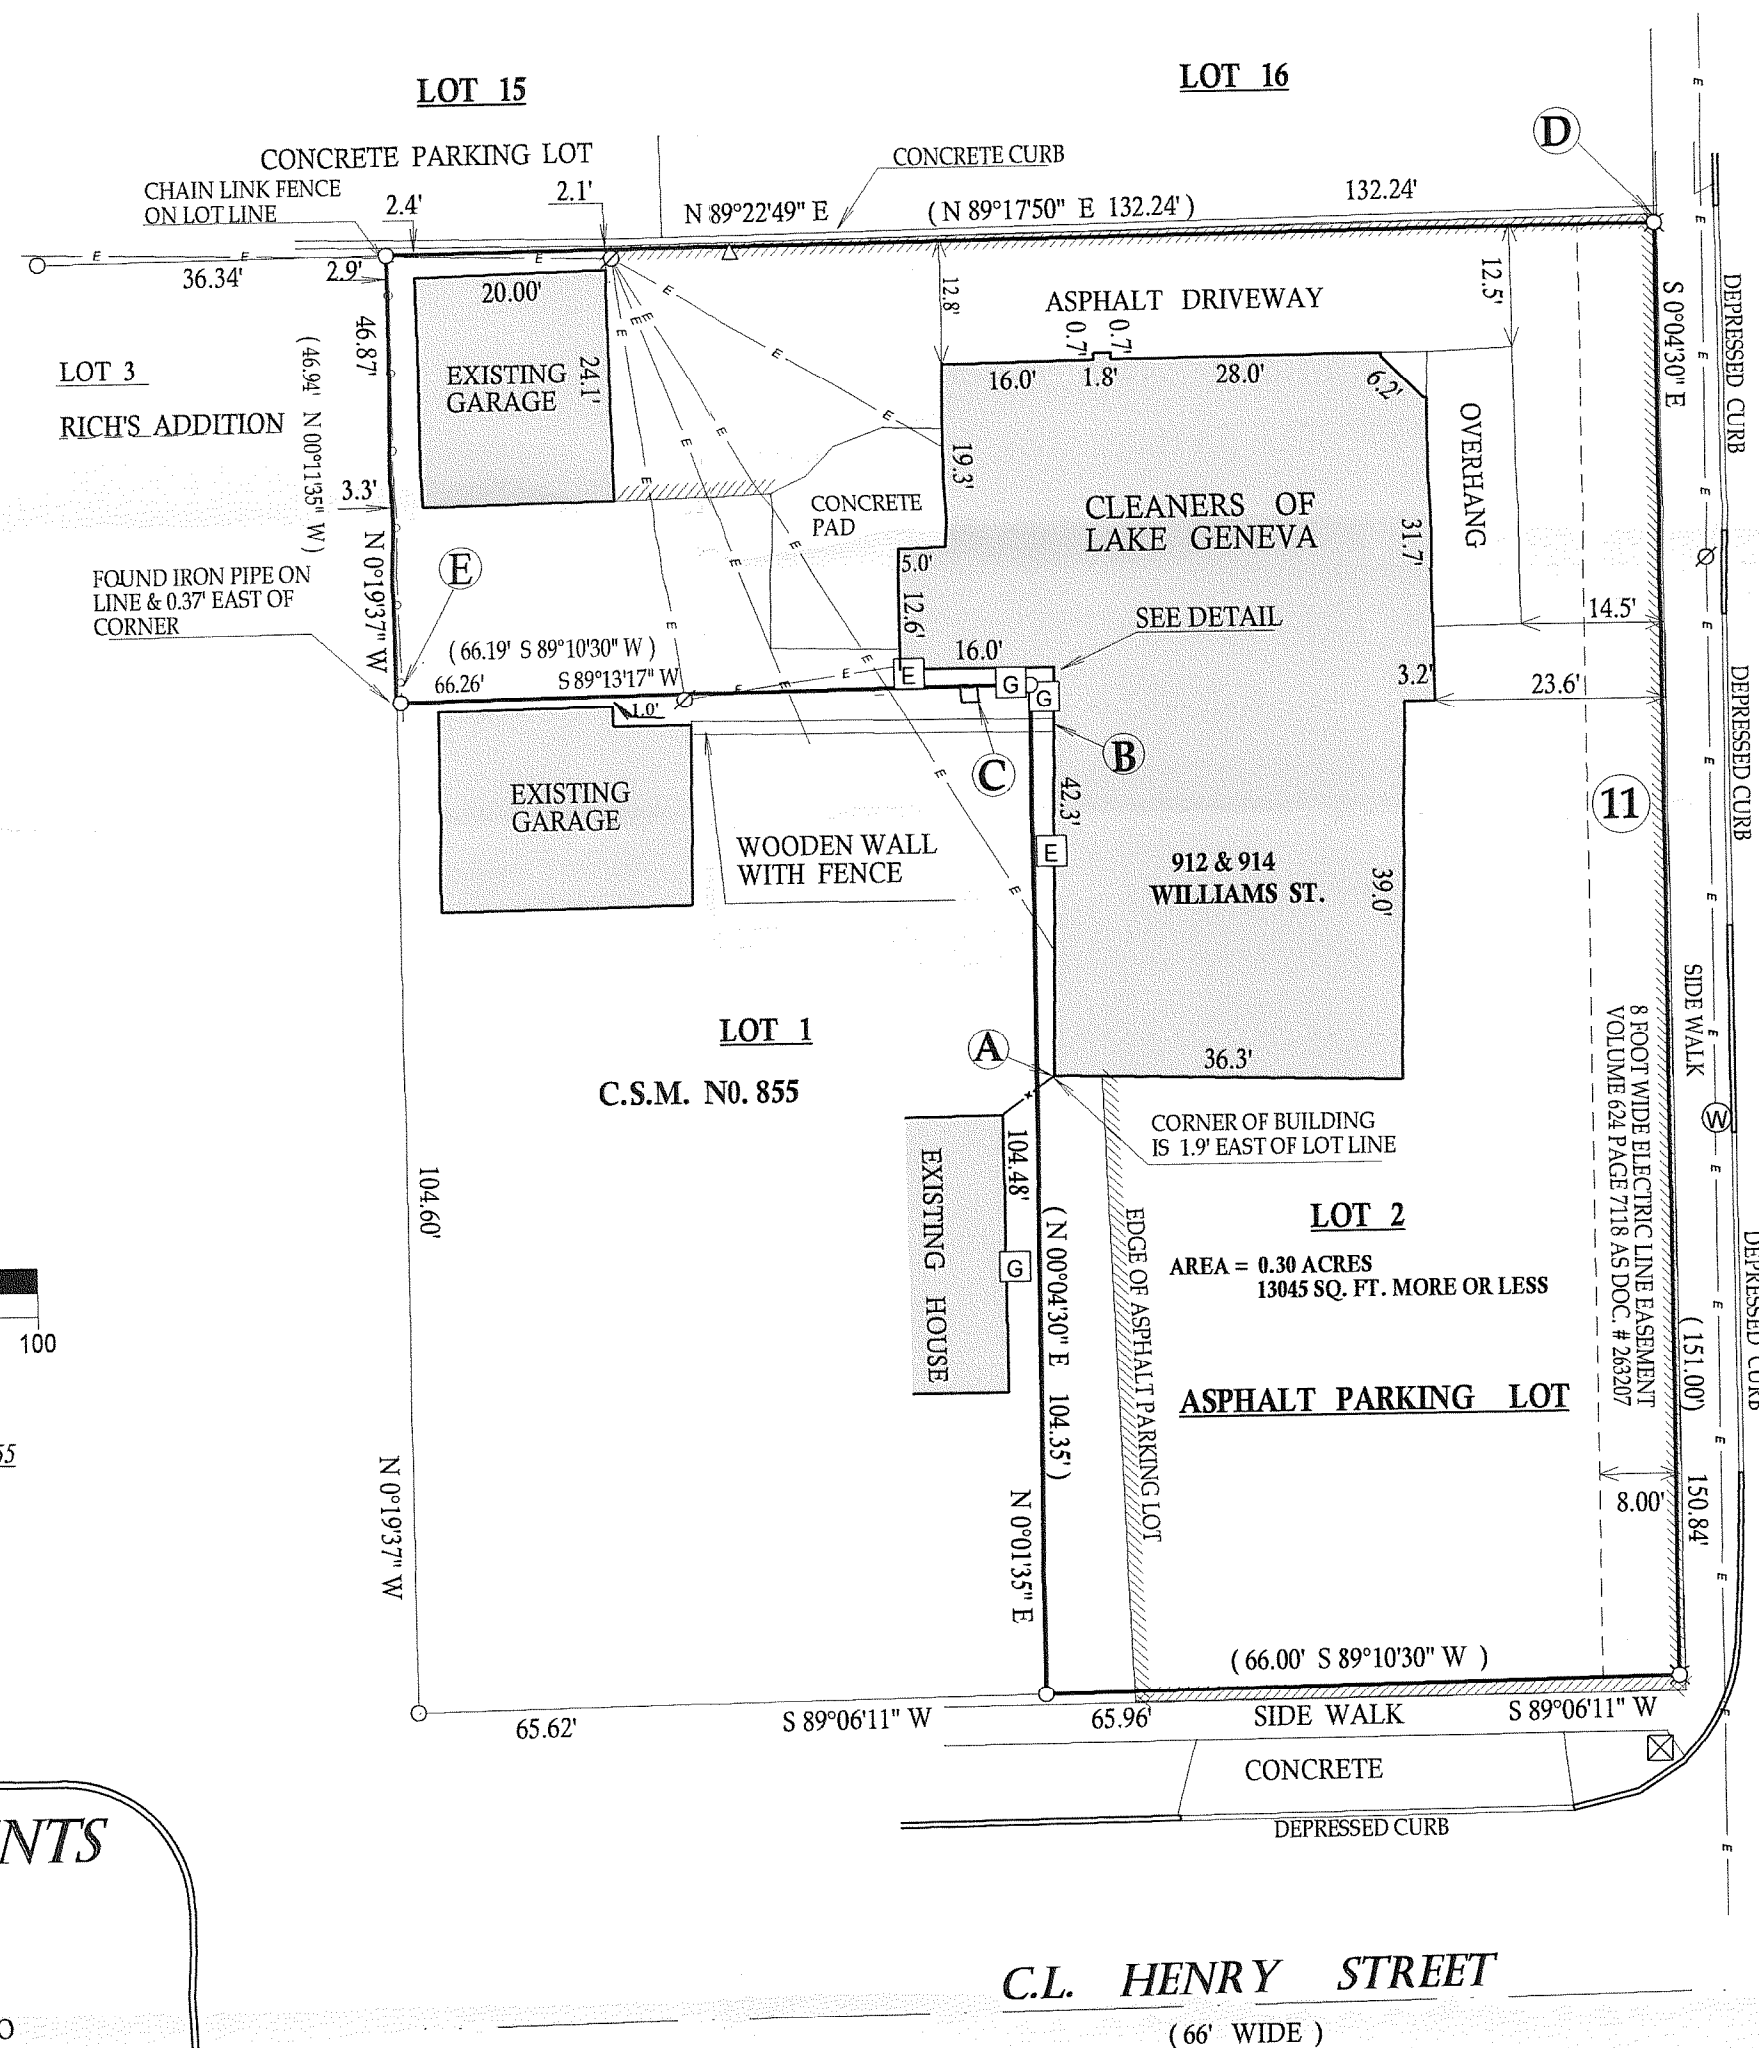 LOT 15
LOT 16
D
CONCRETE PARKING LOT
CONCRETE CURB
CHAIN LINK FENCE
ON LOT LINE
2.4'
2.1'
N 89°22'49" E
( N 89°17'50" E 132.24' )
132.24'
36.34'
2.9'
20.00'
12.8'
ASPHALT DRIVEWAY
12.5'
S 0°04'30" E
DEPRESSED CURB
46.87'
( 46.94' N 00°11'35" W )
LOT 3
RICH'S ADDITION
EXISTING
GARAGE
24.1'
0.7'
0.7'
16.0'
1.8'
28.0'
6.2'
OVERHANG
19.3'
3.3'
CONCRETE
PAD
CLEANERS OF
LAKE GENEVA
31.7'
N 0°19'37" W
E
FOUND IRON PIPE ON
LINE & 0.37' EAST OF
CORNER
5.0'
12.6'
SEE DETAIL
14.5'
( 66.19' S 89°10'30" W )
66.26'
S 89°13'17" W
16.0'
E
G
G
3.2'
23.6'
1.0'
DEPRESSED CURB
B
C
EXISTING
GARAGE
42.3'
11
WOODEN WALL
WITH FENCE
E
912 & 914
WILLIAMS ST.
39.0'
SIDE WALK
LOT 1
C.S.M. N0. 855
A
36.3'
8 FOOT WIDE ELECTRIC LINE EASEMENT
VOLUME 624 PAGE 7118 AS DOC. # 263207
CORNER OF BUILDING
IS 1.9' EAST OF LOT LINE
W
104.48'
EXISTING HOUSE
G
104.60'
( N 00°04'30" E 104.35' )
EDGE OF ASPHALT PARKING LOT
LOT 2
AREA = 0.30 ACRES
13045 SQ. FT. MORE OR LESS
DEPRESSED CURB
( 151.00' )
100
ASPHALT PARKING LOT
55
N 0°19'37" W
N 0°01'35" E
8.00'
150.84'
( 66.00' S 89°10'30" W )
65.62'
S 89°06'11" W
65.96'
SIDE WALK
S 89°06'11" W
CONCRETE
DEPRESSED CURB
NTS
C.L. HENRY STREET
O
( 66' WIDE )